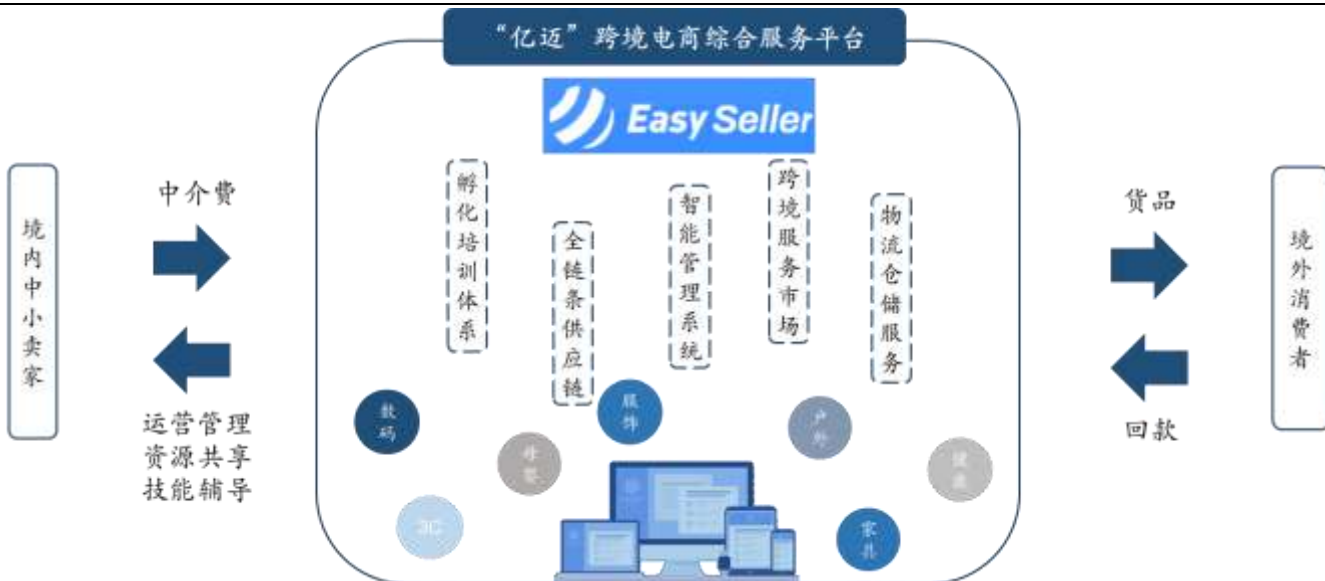 “亿迈”跨境电商综合服务平台
Easy Seller
境内中小卖家
中介费
运营管理
资源共享
技能辅导
孵化培训体系
全链条供应链
智能管理系统
跨境服务市场
物流仓储服务
数码
母婴
服饰
户外
健康
3C
家具
货品
回款
境外消费者